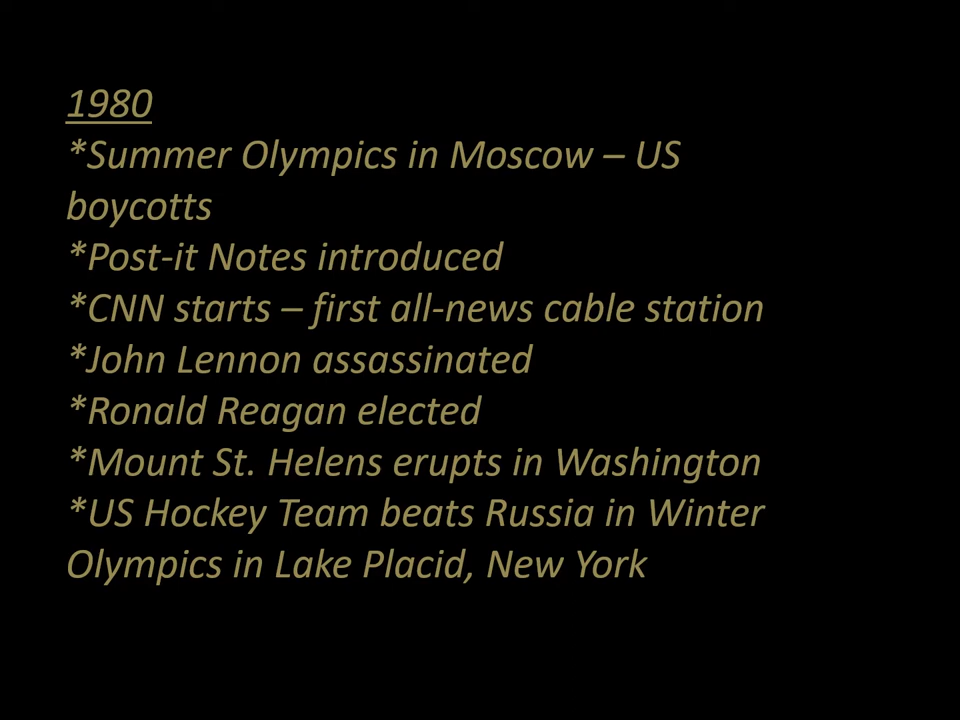 1980
*Summer Olympics in Moscow – US
boycotts
*Post-it Notes introduced
*CNN starts – first all-news cable station
*John Lennon assassinated
*Ronald Reagan elected
*Mount St. Helens erupts in Washington
*US Hockey Team beats Russia in Winter
Olympics in Lake Placid, New York